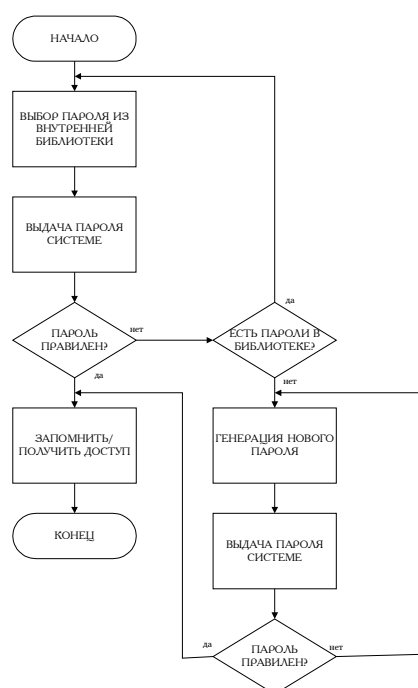 НАЧАЛО
ВЫБОР ПАРОЛЯ ИЗ
ВНУТРЕННЕЙ
БИБЛИОТЕКИ
ВЫДАЧА ПАРОЛЯ
СИСТЕМЕ
ПАРОЛЬ
ПРАВИЛЕН?
нет
да
ЕСТЬ ПАРОЛИ В
БИБЛИОТЕКЕ?
да
нет
ЗАПОМНИТЬ/
ПОЛУЧИТЬ ДОСТУП
КОНЕЦ
ГЕНЕРАЦИЯ НОВОГО
ПАРОЛЯ
ВЫДАЧА ПАРОЛЯ
СИСТЕМЕ
да
ПАРОЛЬ
ПРАВИЛЕН?
нет